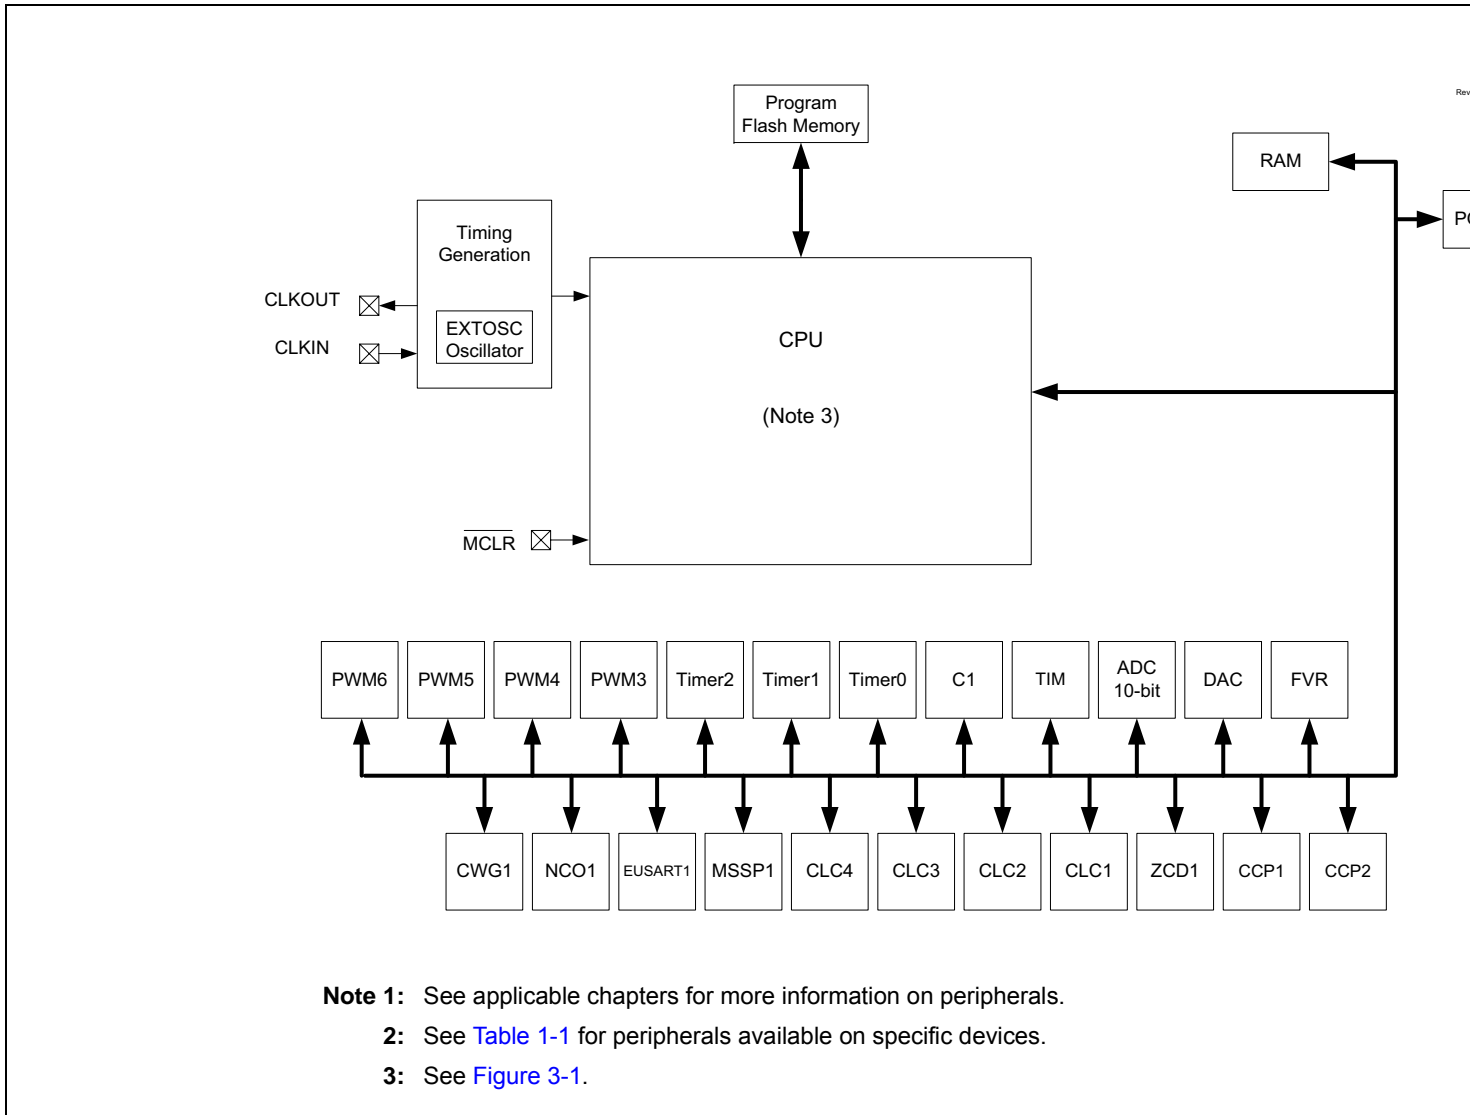 Program
Flash Memory
Rev
RAM
Timing
Generation
CLKOUT
EXTOSC
Oscillator
CLKIN
CPU
(Note 3)
MCLR
PWM6 PWM5 PWM4 PWM3 Timer2 Timer1 Timer0 C1 TIM ADC 10-bit DAC FVR
CWG1 NCO1 EUSART1 MSSP1 CLC4 CLC3 CLC2 CLC1 ZCD1 CCP1 CCP2
Note 1: See applicable chapters for more information on peripherals.
2: See Table 1-1 for peripherals available on specific devices.
3: See Figure 3-1.